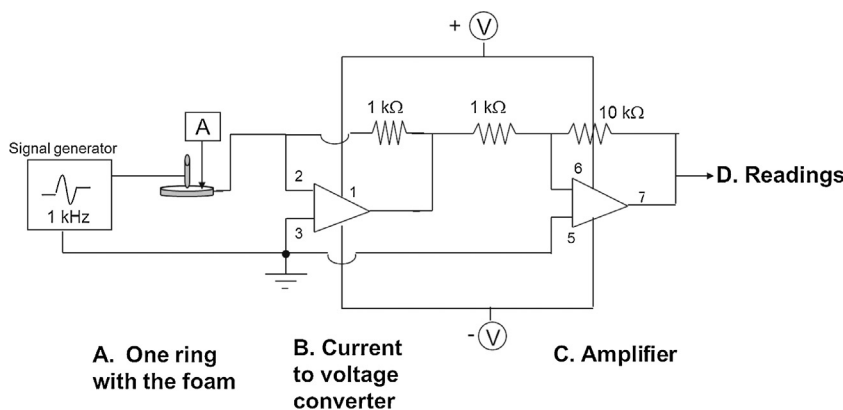 + V
1 kΩ
1 kΩ
10 kΩ
A
Signal generator
1 kHz
2
1
3
6
7
5
D. Readings
- V
A. One ring
with the foam
B. Current
to voltage
converter
C. Amplifier